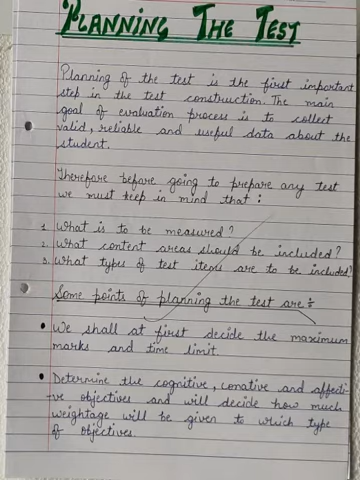 PLANNING THE TEST
Planning of the test is the first important
step in the test construction. The main
goal of evaluation process is to collect
valid, reliable and useful data about the
student.
Therefore before going to prepare any test
we must keep in mind that :
1. What is to be measured?
2. What content areas should be included?
3. What types of test items are to be included?
Some points of planning the test are :-
• We shall at first decide the maximum
marks and time limit.
• Determine the cognitive, conative and affecti-
-ve objectives and will decide how much
weightage will be given to which type
of objectives.